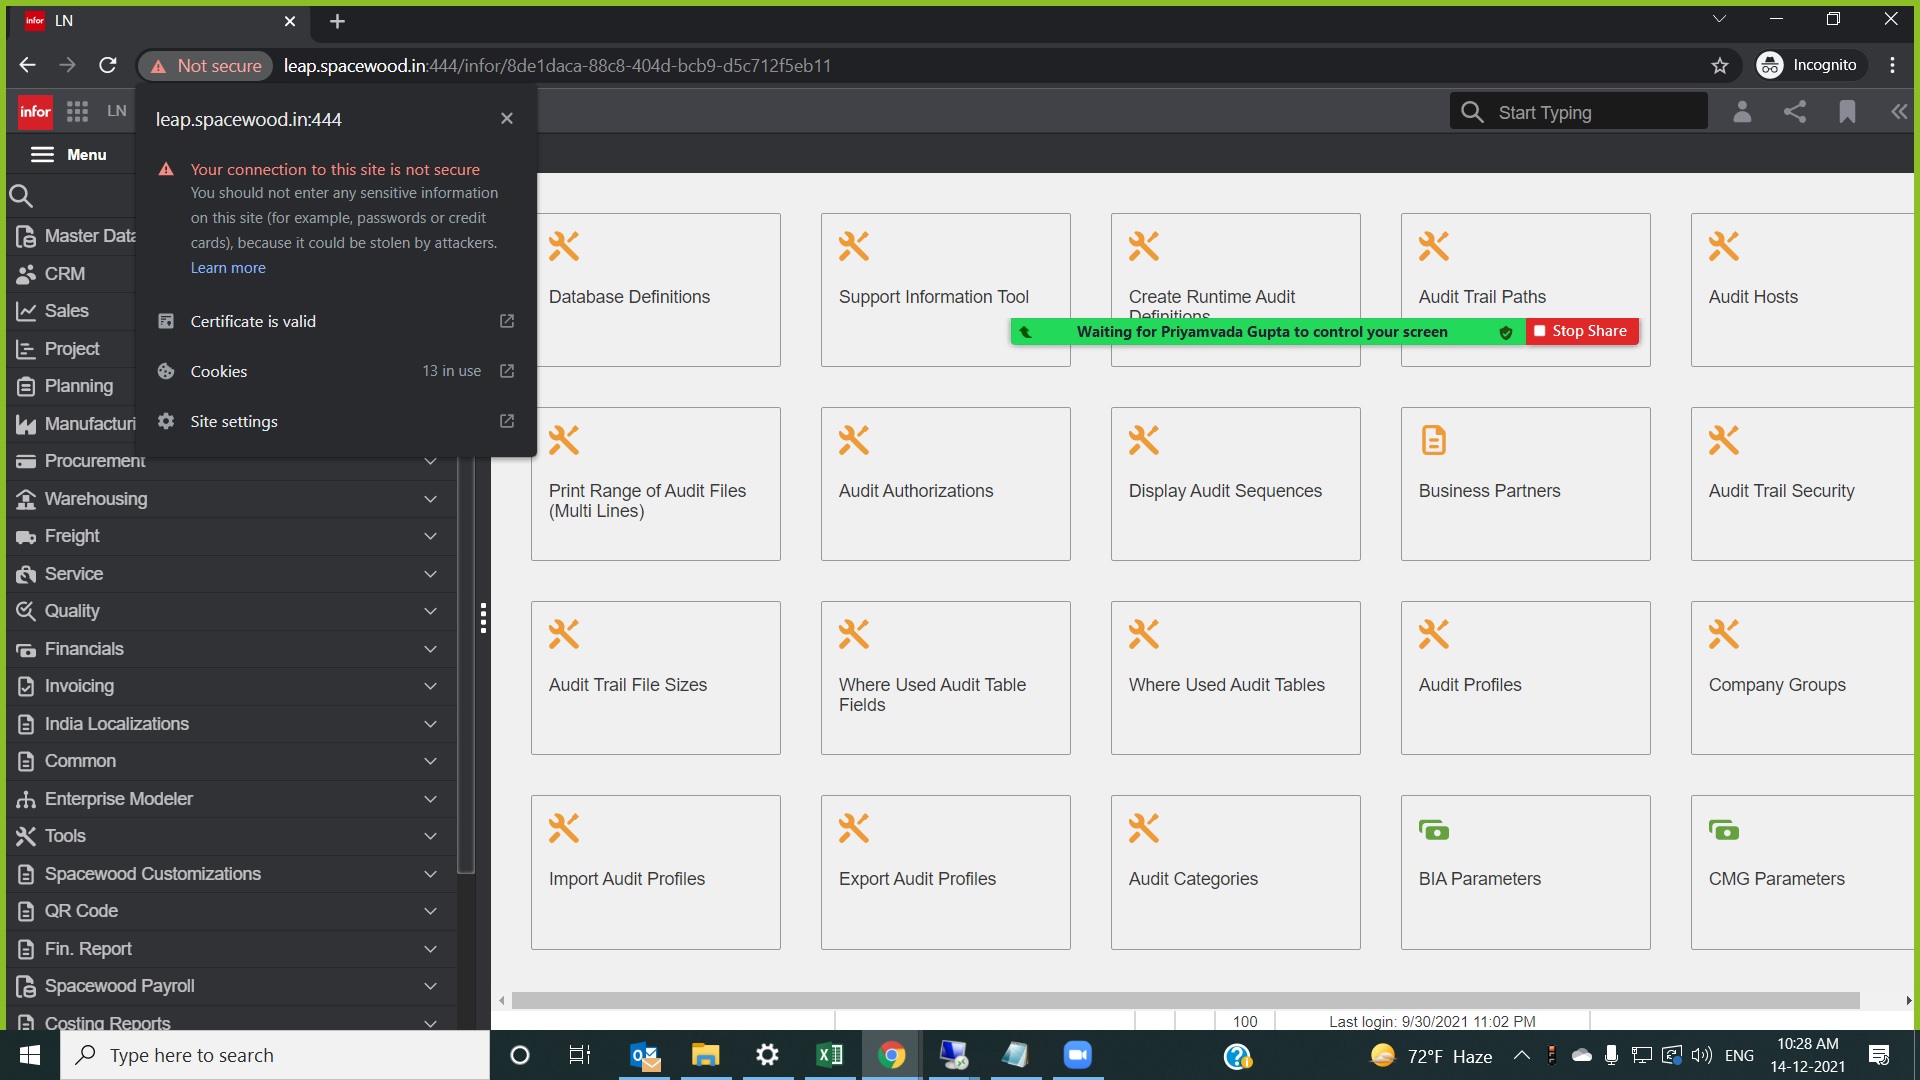 infor LN
Not secure leap.spacewood.in:444/infor/8de1daca-88c8-404d-bcb9-d5c712f5eb11 Incognito
infor LN Start Typing
Menu
leap.spacewood.in:444
Your connection to this site is not secure
You should not enter any sensitive information
on this site (for example, passwords or credit
cards), because it could be stolen by attackers.
Learn more
Certificate is valid
Cookies 13 in use
Site settings
Master Data
CRM
Sales
Project
Planning
Manufacturi
Procurement
Warehousing
Freight
Service
Quality
Financials
Invoicing
India Localizations
Common
Enterprise Modeler
Tools
Spacewood Customizations
QR Code
Fin. Report
Spacewood Payroll
Costing Reports
Database Definitions
Support Information Tool
Create Runtime Audit
Definitions
Audit Trail Paths
Audit Hosts
Waiting for Priyamvada Gupta to control your screen Stop Share
Print Range of Audit Files
(Multi Lines)
Audit Authorizations
Display Audit Sequences
Business Partners
Audit Trail Security
Audit Trail File Sizes
Where Used Audit Table
Fields
Where Used Audit Tables
Audit Profiles
Company Groups
Import Audit Profiles
Export Audit Profiles
Audit Categories
BIA Parameters
CMG Parameters
100 Last login: 9/30/2021 11:02 PM
Type here to search
72°F Haze ENG
10:28 AM
14-12-2021